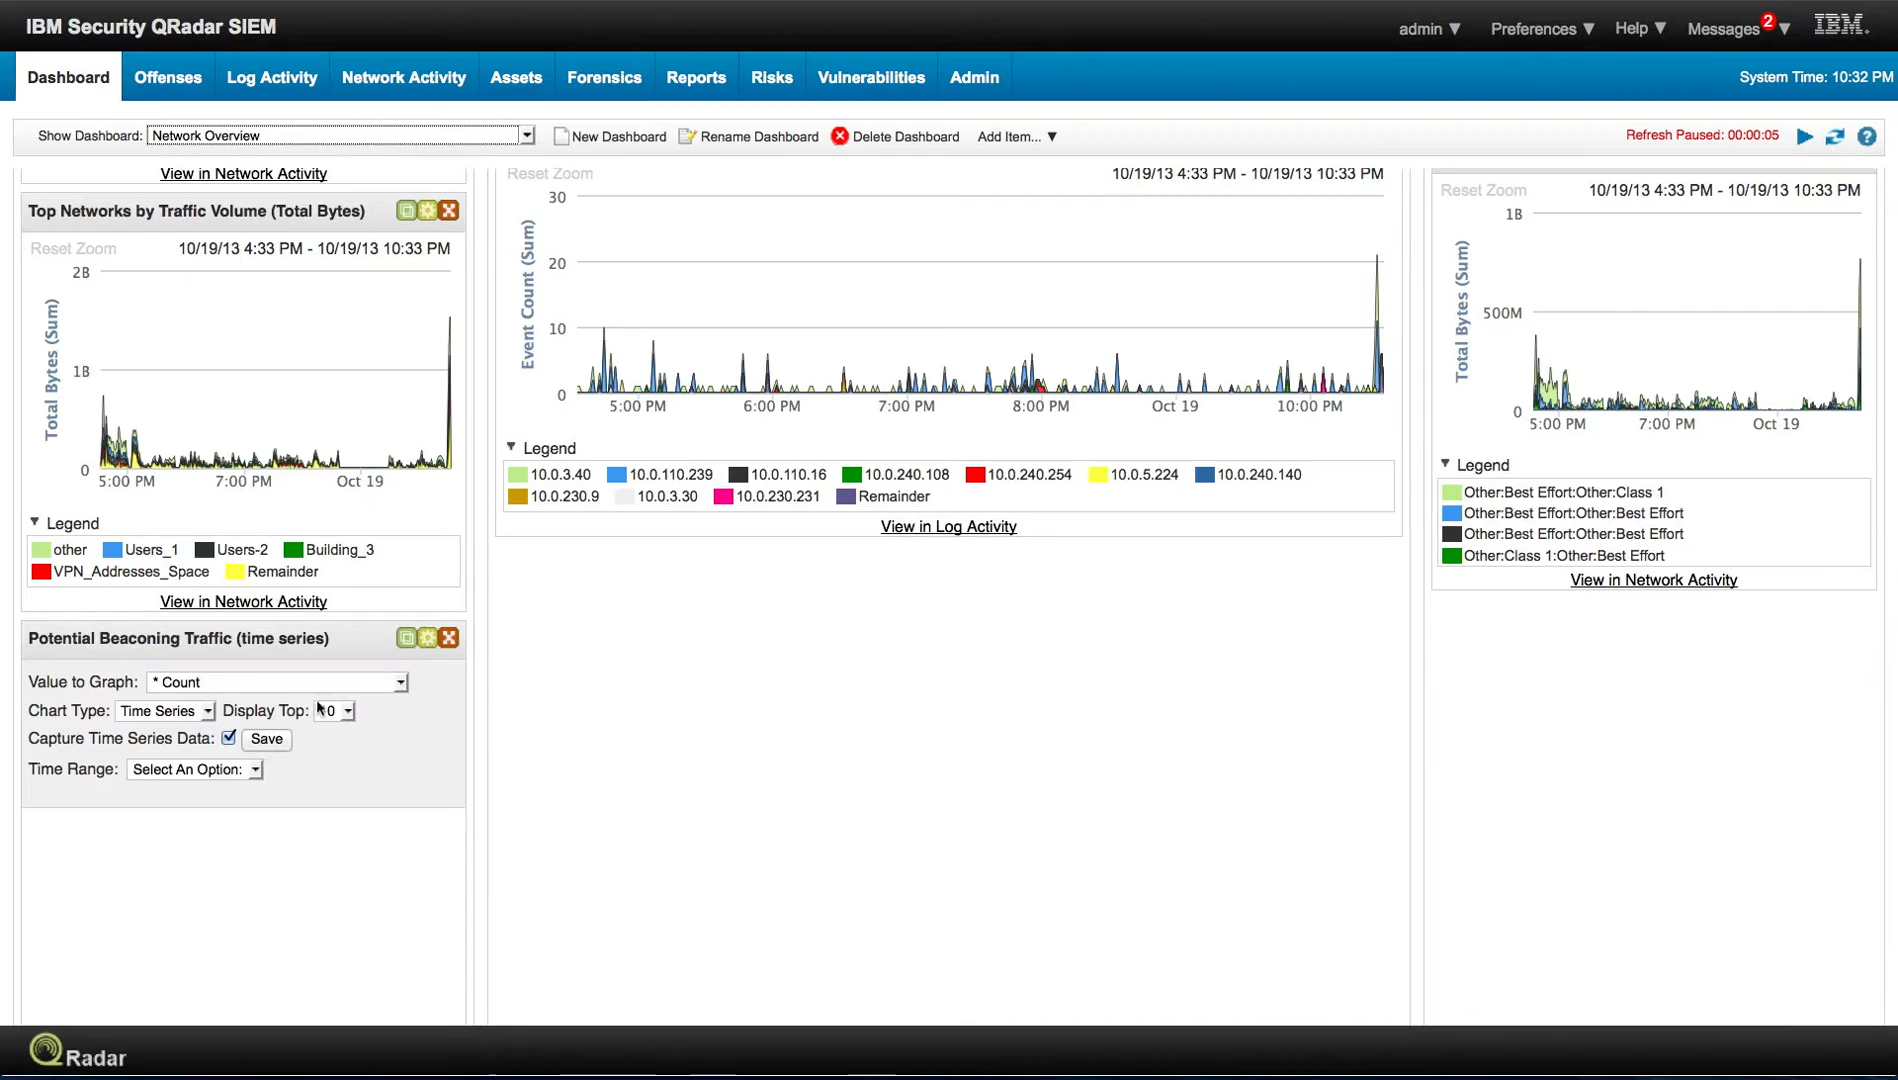 IBM Security QRadar SIEM
admin ▼ Preferences ▼ Help ▼ Messages 2 ▼ IBM.
Dashboard Offenses Log Activity Network Activity Assets Forensics Reports Risks Vulnerabilities Admin System Time: 10:32 PM
Show Dashboard: Network Overview New Dashboard Rename Dashboard Delete Dashboard Add Item... ▼ Refresh Paused: 00:00:05
View in Network Activity
Top Networks by Traffic Volume (Total Bytes)
Reset Zoom 10/19/13 4:33 PM - 10/19/13 10:33 PM
2B
1B
0
Total Bytes (Sum)
5:00 PM 7:00 PM Oct 19
Legend
other Users_1 Users-2 Building_3
VPN_Addresses_Space Remainder
View in Network Activity
Potential Beaconing Traffic (time series)
Value to Graph: * Count
Chart Type: Time Series Display Top: 0
Capture Time Series Data: Save
Time Range: Select An Option:
Reset Zoom 10/19/13 4:33 PM - 10/19/13 10:33 PM
30
20
10
0
Event Count (Sum)
5:00 PM 6:00 PM 7:00 PM 8:00 PM Oct 19 10:00 PM
Legend
10.0.3.40 10.0.110.239 10.0.110.16 10.0.240.108 10.0.240.254 10.0.5.224 10.0.240.140
10.0.230.9 10.0.3.30 10.0.230.231 Remainder
View in Log Activity
Reset Zoom 10/19/13 4:33 PM - 10/19/13 10:33 PM
1B
500M
0
Total Bytes (Sum)
5:00 PM 7:00 PM Oct 19
Legend
Other:Best Effort:Other:Class 1
Other:Best Effort:Other:Best Effort
Other:Best Effort:Other:Best Effort
Other:Class 1:Other:Best Effort
View in Network Activity
QRadar